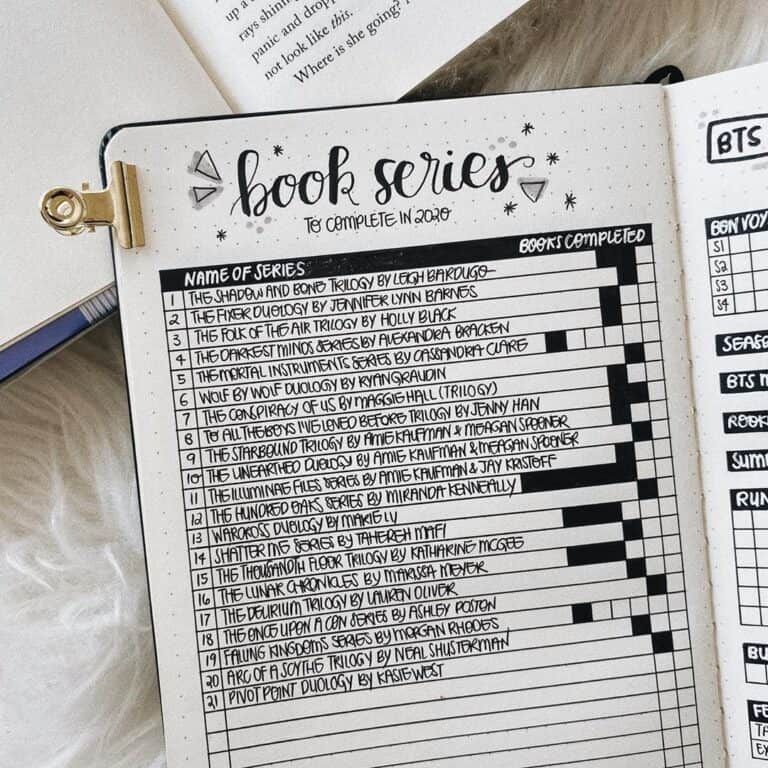 up a
rays shinin
panic and dropp
not look like this.
Where is she going?
book series
TO COMPLETE IN 2020
NAME OF SERIES BOOKS COMPLETED
1 THE SHADOW AND BONE TRILOGY BY LEIGH BARDUGO
2 THE FIXER DUOLOGY BY JENNIFER LYNN BARNES
3 THE FOLK OF THE AIR TRILOGY BY HOLLY BLACK
4 THE DARKEST MINDS SERIES BY ALEXANDRA BRACKEN
5 THE MORTAL INSTRUMENTS SERIES BY CASSANDRA CLARE
6 WOLF BY WOLF DUOLOGY BY RYAN GRAUDIN
7 THE CONSPIRACY OF US BY MAGGIE HALL (TRILOGY)
8 TO ALL THE BOYS I'VE LOVED BEFORE TRILOGY BY JENNY HAN
9 THE STARBOUND TRILOGY BY AMIE KAUFMAN & MEAGAN SPOONER
10 THE UNEARTHED DUOLOGY BY AMIE KAUFMAN & MEAGAN SPOONER
11 THE ILLUMINAE FILES SERIES BY AMIE KAUFMAN & JAY KRISTOFF
12 THE HUNDRED OAKS SERIES BY MIRANDA KENNEALLY
13 WARCROSS DUOLOGY BY MARIE LU
14 SHATTER ME SERIES BY TAHEREH MAFI
15 THE THOUSANDTH FLOOR TRILOGY BY KATHARINE MCGEE
16 THE LUNAR CHRONICLES BY MARISSA MEYER
17 THE DELIRIUM TRILOGY BY LAUREN OLIVER
18 THE ONCE UPON A CON SERIES BY ASHLEY POSTON
19 FALLING KINGDOMS SERIES BY MORGAN RHODES
20 ARC OF A SCYTHE TRILOGY BY NEAL SHUSTERMAN
21 PIVOT POINT DUOLOGY BY KASIE WEST
BTS
BON VOY
S1
S2
S3
S4
SEASO
BTS M
ROOK
SUMM
RUN
BU
FE
TA
EX